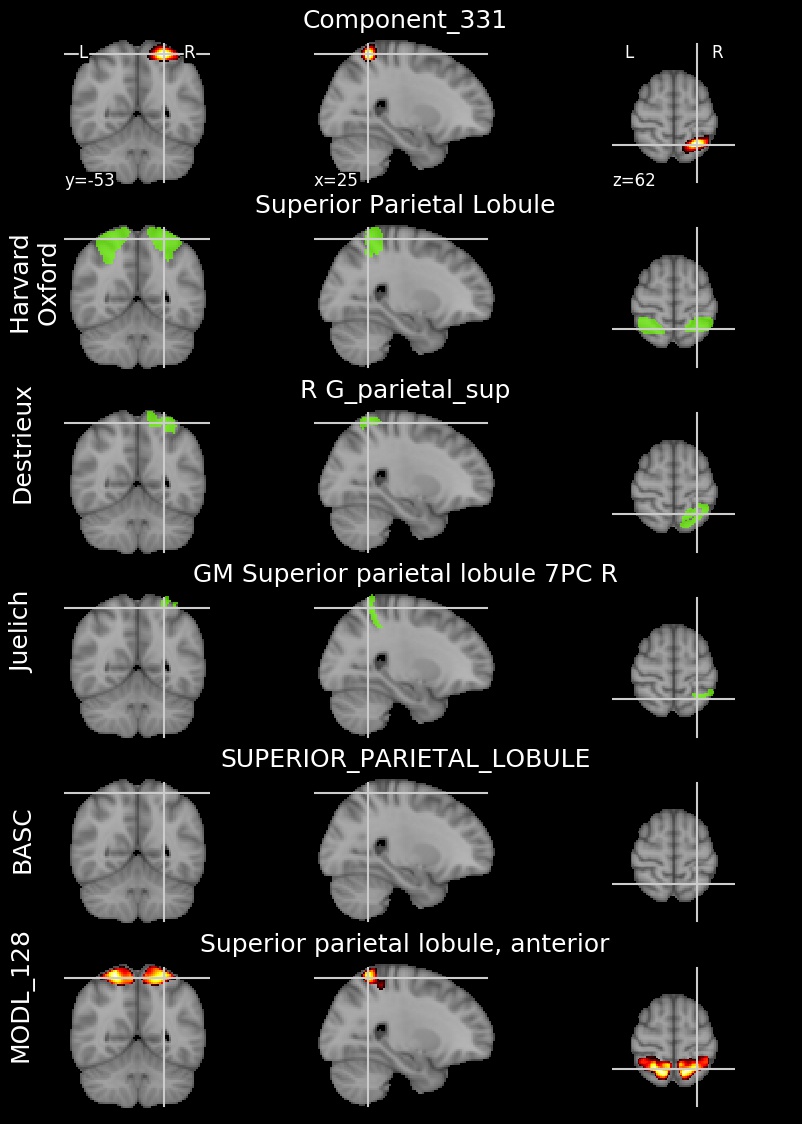 Component_331
L R
L R
y=-53
x=25
z=62
Superior Parietal Lobule
Harvard
Oxford
R G_parietal_sup
Destrieux
GM Superior parietal lobule 7PC R
Juelich
SUPERIOR_PARIETAL_LOBULE
BASC
Superior parietal lobule, anterior
MODL_128